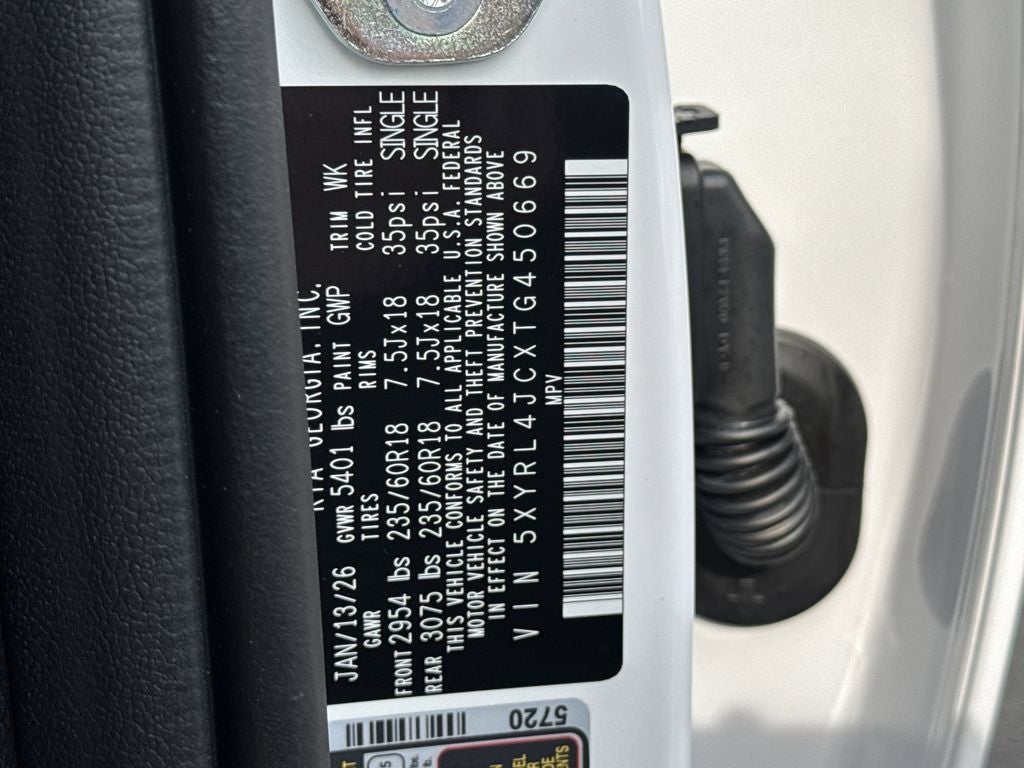 KIA GEORGIA, INC.
JAN/13/26 GVWR 5401 lbs PAINT GWP TRIM WK
GAWR TIRES RIMS COLD TIRE INFL
FRONT 2954 lbs 235/60R18 7.5Jx18 35psi SINGLE
REAR 3075 lbs 235/60R18 7.5Jx18 35psi SINGLE
THIS VEHICLE CONFORMS TO ALL APPLICABLE U.S.A. FEDERAL
MOTOR VEHICLE SAFETY AND THEFT PREVENTION STANDARDS
IN EFFECT ON THE DATE OF MANUFACTURE SHOWN ABOVE
VIN 5XYRL4JCXTG450669
MPV
5720